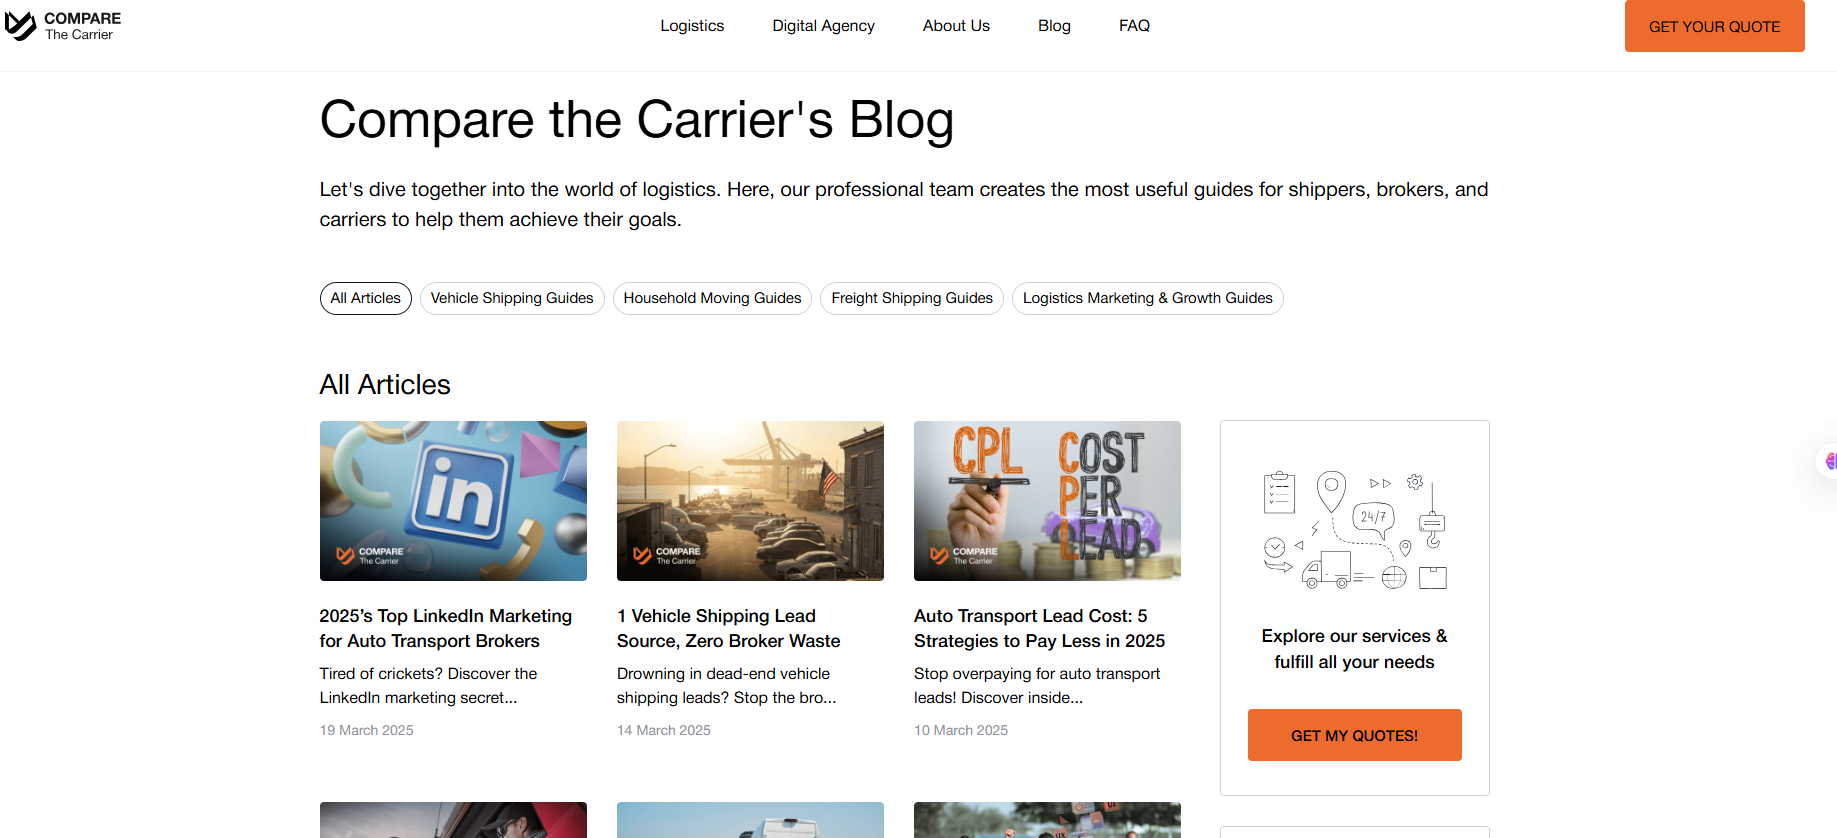 COMPARE
The Carrier
Logistics
Digital Agency
About Us
Blog
FAQ
GET YOUR QUOTE
Compare the Carrier's Blog
Let's dive together into the world of logistics. Here, our professional team creates the most useful guides for shippers, brokers, and
carriers to help them achieve their goals.
All Articles
Vehicle Shipping Guides
Household Moving Guides
Freight Shipping Guides
Logistics Marketing & Growth Guides
All Articles
in
COMPARE
The Carrier
2025’s Top LinkedIn Marketing
for Auto Transport Brokers
Tired of crickets? Discover the
LinkedIn marketing secret...
19 March 2025
COMPARE
The Carrier
1 Vehicle Shipping Lead
Source, Zero Broker Waste
Drowning in dead-end vehicle
shipping leads? Stop the bro...
14 March 2025
CPL
COST
PER
LEAD
COMPARE
The Carrier
Auto Transport Lead Cost: 5
Strategies to Pay Less in 2025
Stop overpaying for auto transport
leads! Discover inside...
10 March 2025
24/7
Explore our services &
fulfill all your needs
GET MY QUOTES!
UX